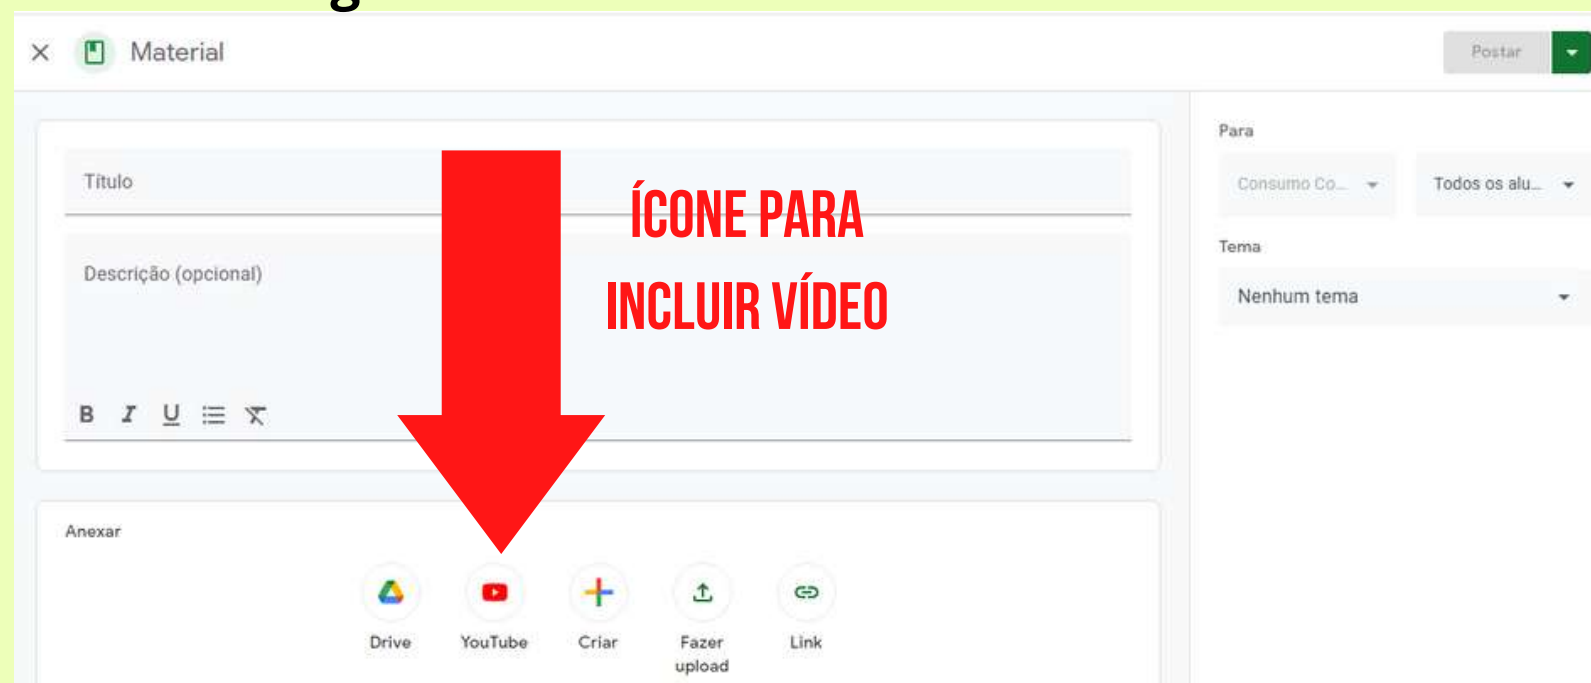 Material
Postar
Título
Descrição (opcional)
B I U
ÍCONE PARA
INCLUIR VÍDEO
Para
Consumo Co...
Todos os alu...
Tema
Nenhum tema
Anexar
Drive
YouTube
Criar
Fazer
upload
Link